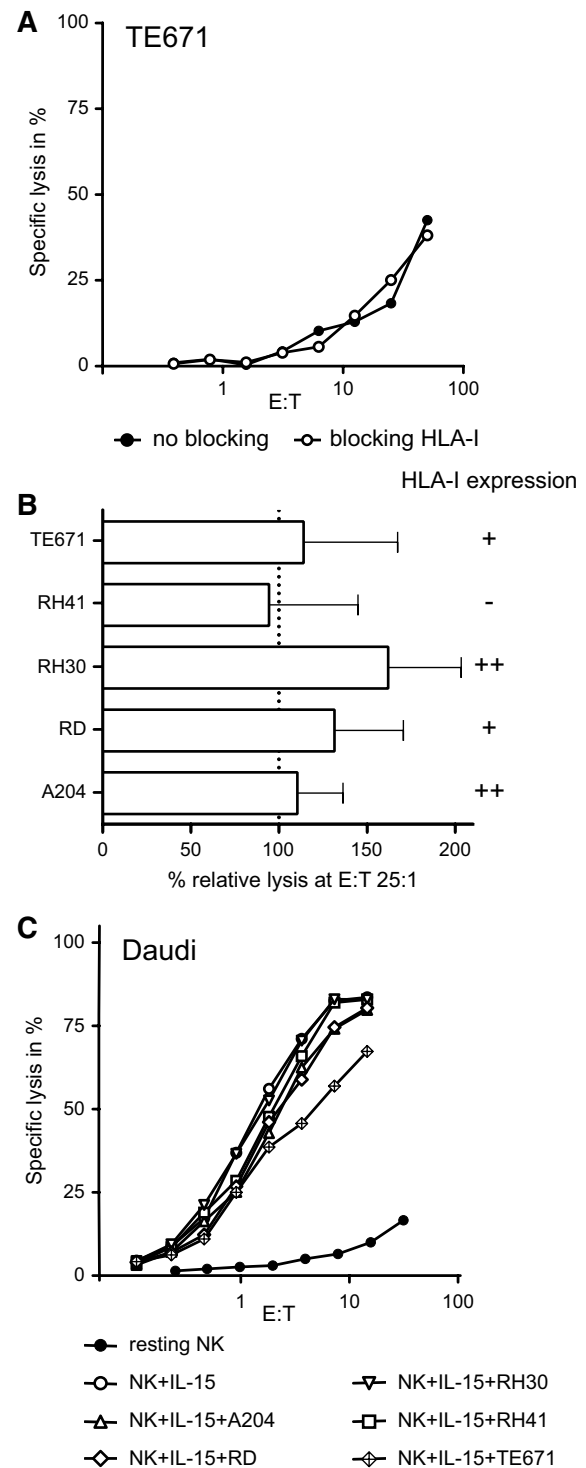 A
TE671
Specific lysis in %
100
75
50
25
0
1
10
100
E:T
no blocking
blocking HLA-I
B
HLA-I expression
TE671
+
RH41
-
RH30
++
RD
+
A204
++
0
50
100
150
200
% relative lysis at E:T 25:1
C
Daudi
Specific lysis in %
100
75
50
25
0
1
10
100
E:T
resting NK
NK+IL-15
NK+IL-15+RH30
NK+IL-15+A204
NK+IL-15+RH41
NK+IL-15+RD
NK+IL-15+TE671